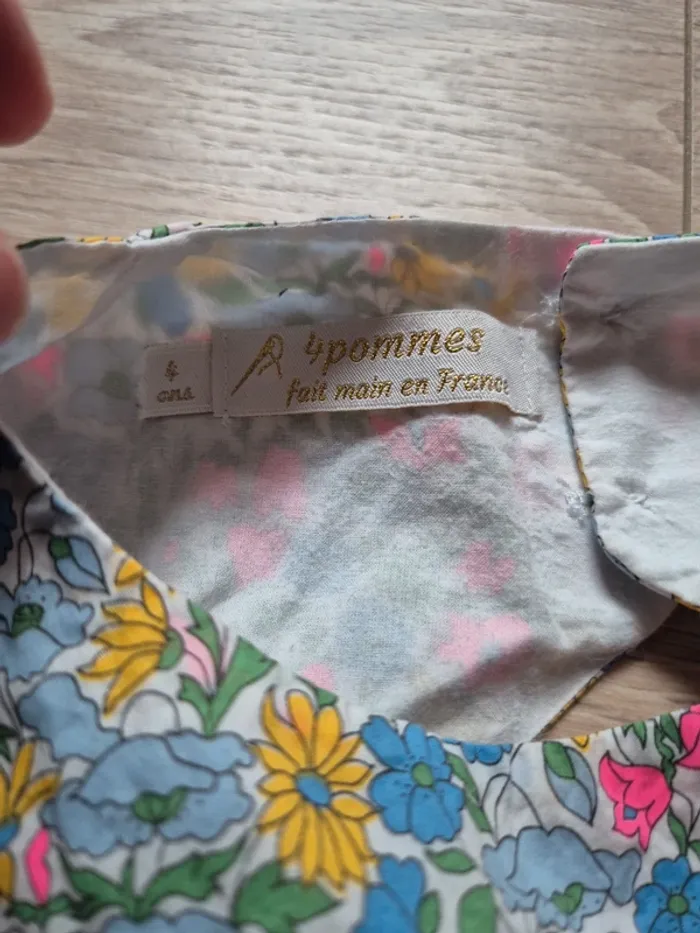 4
ans
4pommes
fait main en France